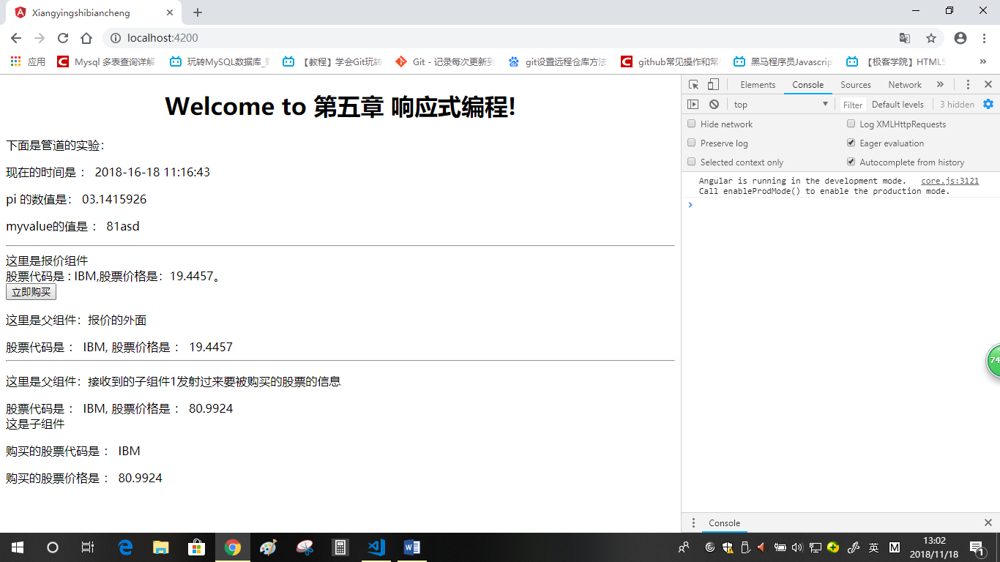 Xiangyingshibiancheng
localhost:4200
应用 Mysql 多表查询详解 玩转MySQL数据库_ 【教程】学会Git玩转 Git - 记录每次更新到 git设置远程仓库方法 github常见操作和常 黑马程序员Javascrip 【极客学院】HTML5 »
Welcome to 第五章 响应式编程!
下面是管道的实验：
现在的时间是： 2018-16-18 11:16:43
pi 的数值是： 03.1415926
myvalue的值是： 81asd
这里是报价组件
股票代码是 : IBM,股票价格是：19.4457。
立即购买
这里是父组件：报价的外面
股票代码是： IBM, 股票价格是： 19.4457
这里是父组件：接收到的子组件1发射过来要被购买的股票的信息
股票代码是： IBM, 股票价格是： 80.9924
这是子组件
购买的股票代码是： IBM
购买的股票价格是： 80.9924
Elements Console Sources Network »
top Filter Default levels 3 hidden
Hide network Log XMLHttpRequests
Preserve log Eager evaluation
Selected context only Autocomplete from history
Angular is running in the development mode. core.js:3121
Call enableProdMode() to enable the production mode.
74
Console
英 M 13:02
2018/11/18 1